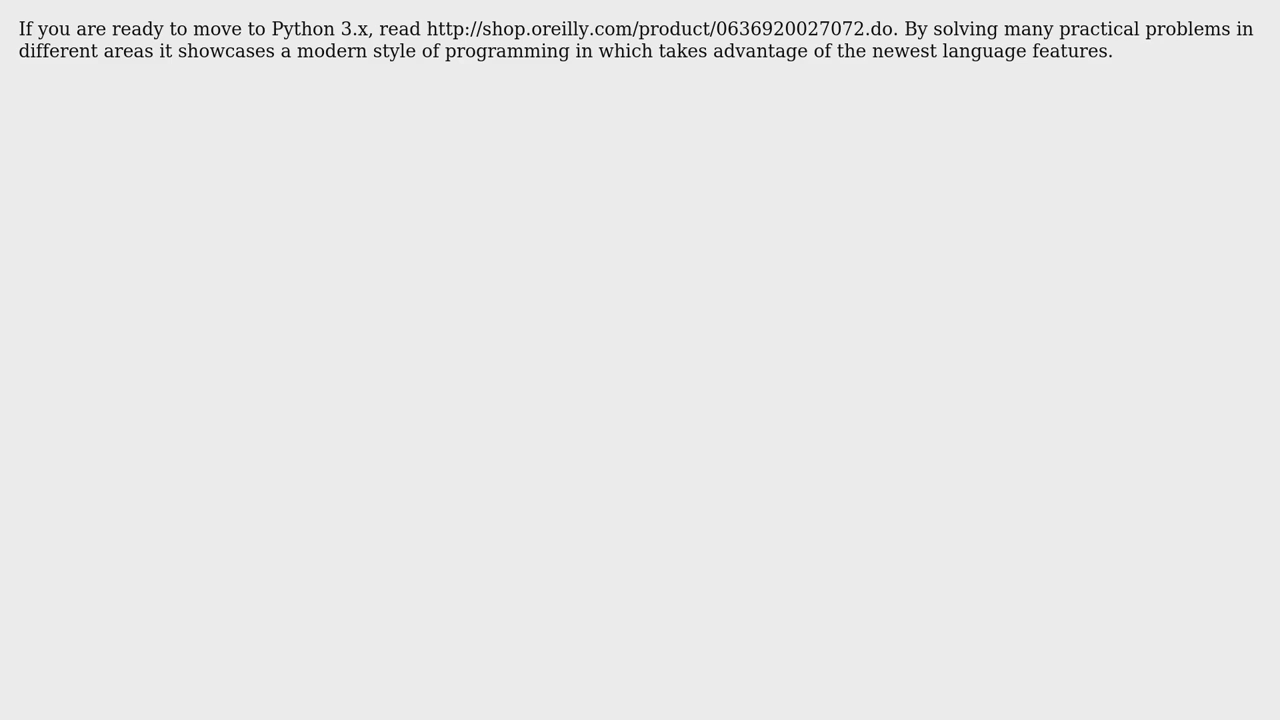 If you are ready to move to Python 3.x, read http://shop.oreilly.com/product/0636920027072.do. By solving many practical problems in
different areas it showcases a modern style of programming in which takes advantage of the newest language features.